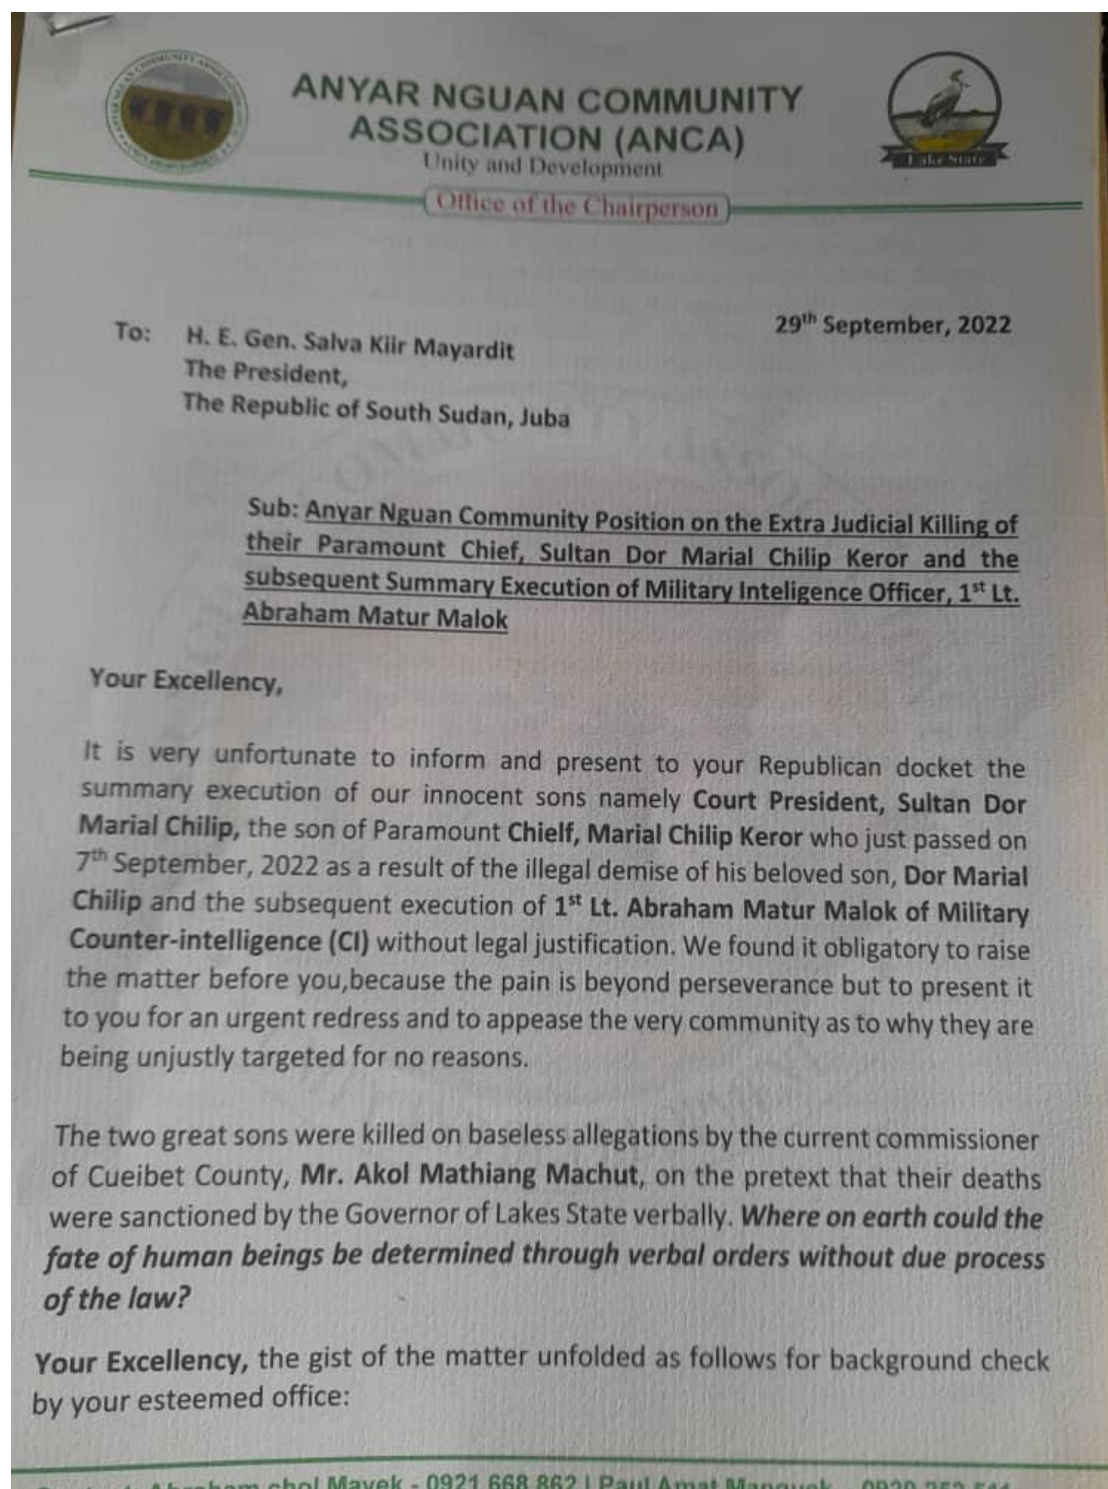 ANYAR NGUAN COMMUNITY
ASSOCIATION (ANCA)
Unity and Development
Office of the Chairperson
Lake State
29th September, 2022
To: H. E. Gen. Salva Kiir Mayardit
The President,
The Republic of South Sudan, Juba
Sub: Anyar Nguan Community Position on the Extra Judicial Killing of
their Paramount Chief, Sultan Dor Marial Chilip Keror and the
subsequent Summary Execution of Military Inteligence Officer, 1st Lt.
Abraham Matur Malok
Your Excellency,
It is very unfortunate to inform and present to your Republican docket the
summary execution of our innocent sons namely Court President, Sultan Dor
Marial Chilip, the son of Paramount Chielf, Marial Chilip Keror who just passed on
7th September, 2022 as a result of the illegal demise of his beloved son, Dor Marial
Chilip and the subsequent execution of 1st Lt. Abraham Matur Malok of Military
Counter-intelligence (CI) without legal justification. We found it obligatory to raise
the matter before you,because the pain is beyond perseverance but to present it
to you for an urgent redress and to appease the very community as to why they are
being unjustly targeted for no reasons.
The two great sons were killed on baseless allegations by the current commissioner
of Cueibet County, Mr. Akol Mathiang Machut, on the pretext that their deaths
were sanctioned by the Governor of Lakes State verbally. Where on earth could the
fate of human beings be determined through verbal orders without due process
of the law?
Your Excellency, the gist of the matter unfolded as follows for background check
by your esteemed office:
Abraham chol Mayek - 0921 668 862 | Paul Amat